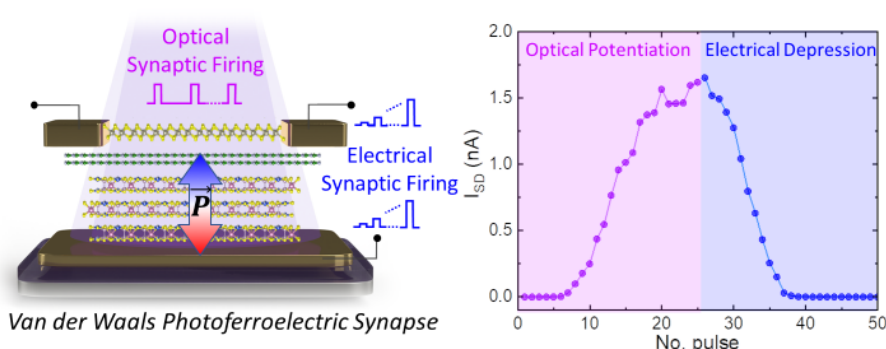 Optical
Synaptic Firing
Electrical
Synaptic Firing
P
Van der Waals Photoferroelectric Synapse
Optical Potentiation
Electrical Depression
I_SD (nA)
2.0
1.5
1.0
0.5
0.0
0
10
20
30
40
50
No. pulse